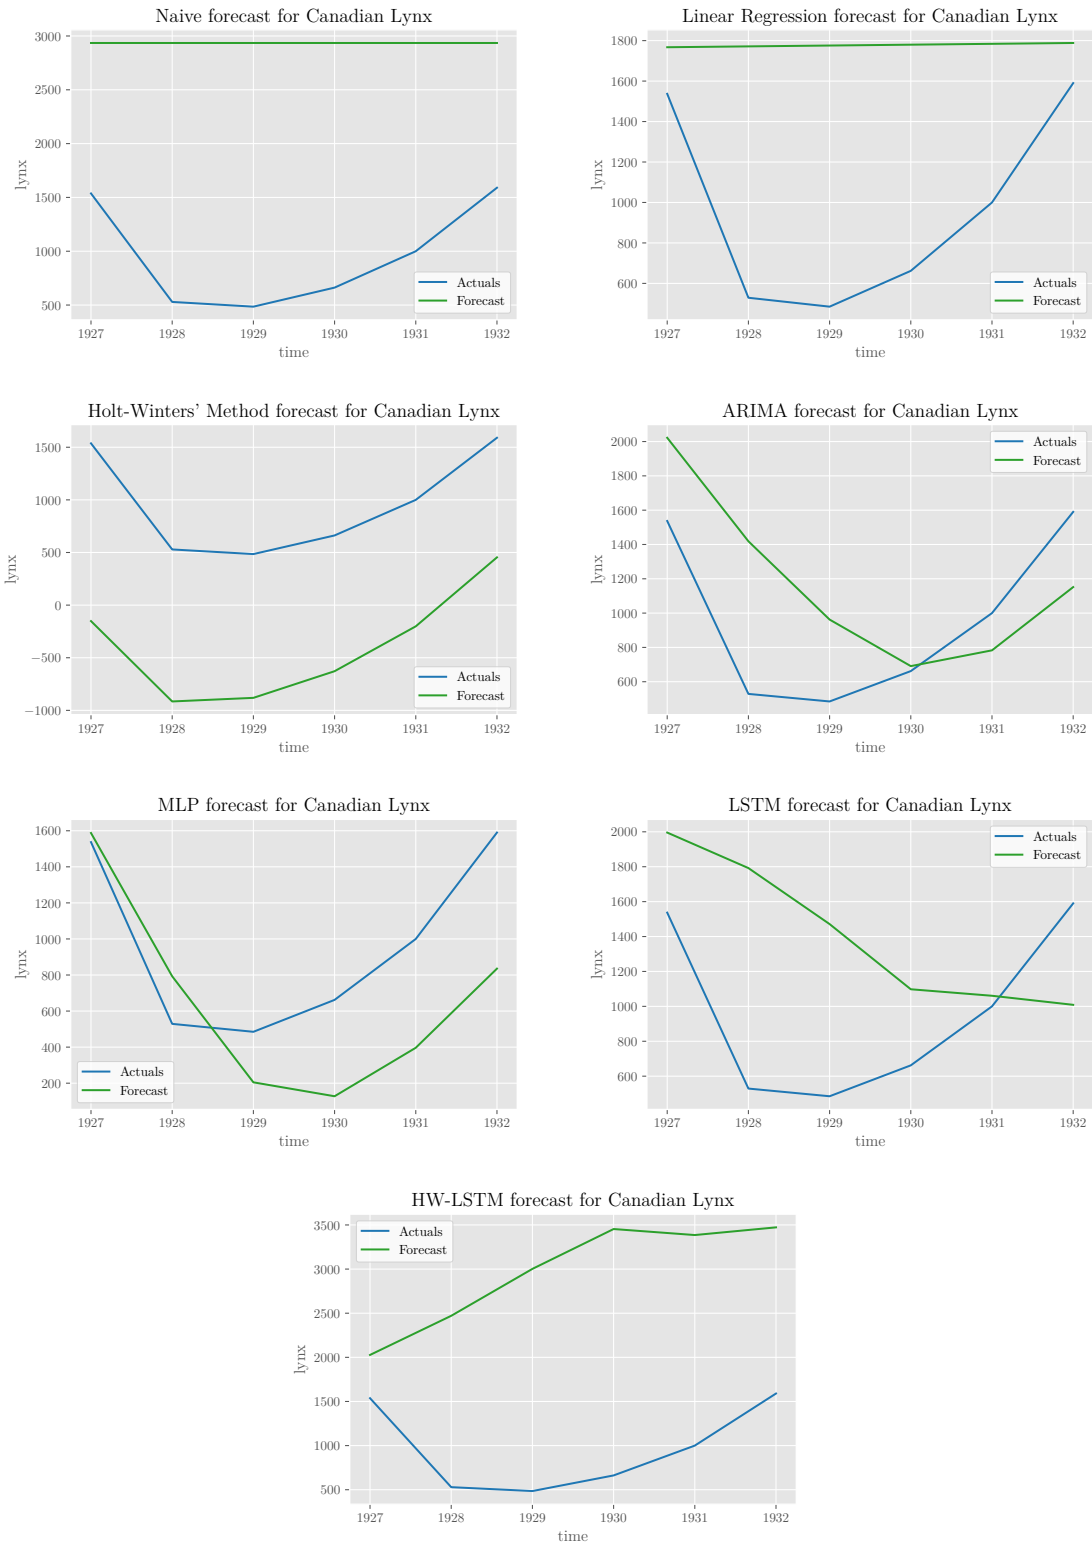 Naive forecast for Canadian Lynx
3000
2500
2000
1500
1000
500
lynx
Actuals
Forecast
1927 1928 1929 1930 1931 1932
time
Linear Regression forecast for Canadian Lynx
1800
1600
1400
1200
1000
800
600
lynx
Actuals
Forecast
1927 1928 1929 1930 1931 1932
time
Holt-Winters' Method forecast for Canadian Lynx
1500
1000
500
0
−500
−1000
lynx
Actuals
Forecast
1927 1928 1929 1930 1931 1932
time
ARIMA forecast for Canadian Lynx
2000
1800
1600
1400
1200
1000
800
600
lynx
Actuals
Forecast
1927 1928 1929 1930 1931 1932
time
MLP forecast for Canadian Lynx
1600
1400
1200
1000
800
600
400
200
lynx
Actuals
Forecast
1927 1928 1929 1930 1931 1932
time
LSTM forecast for Canadian Lynx
2000
1800
1600
1400
1200
1000
800
600
lynx
Actuals
Forecast
1927 1928 1929 1930 1931 1932
time
HW-LSTM forecast for Canadian Lynx
3500
3000
2500
2000
1500
1000
500
lynx
Actuals
Forecast
1927 1928 1929 1930 1931 1932
time